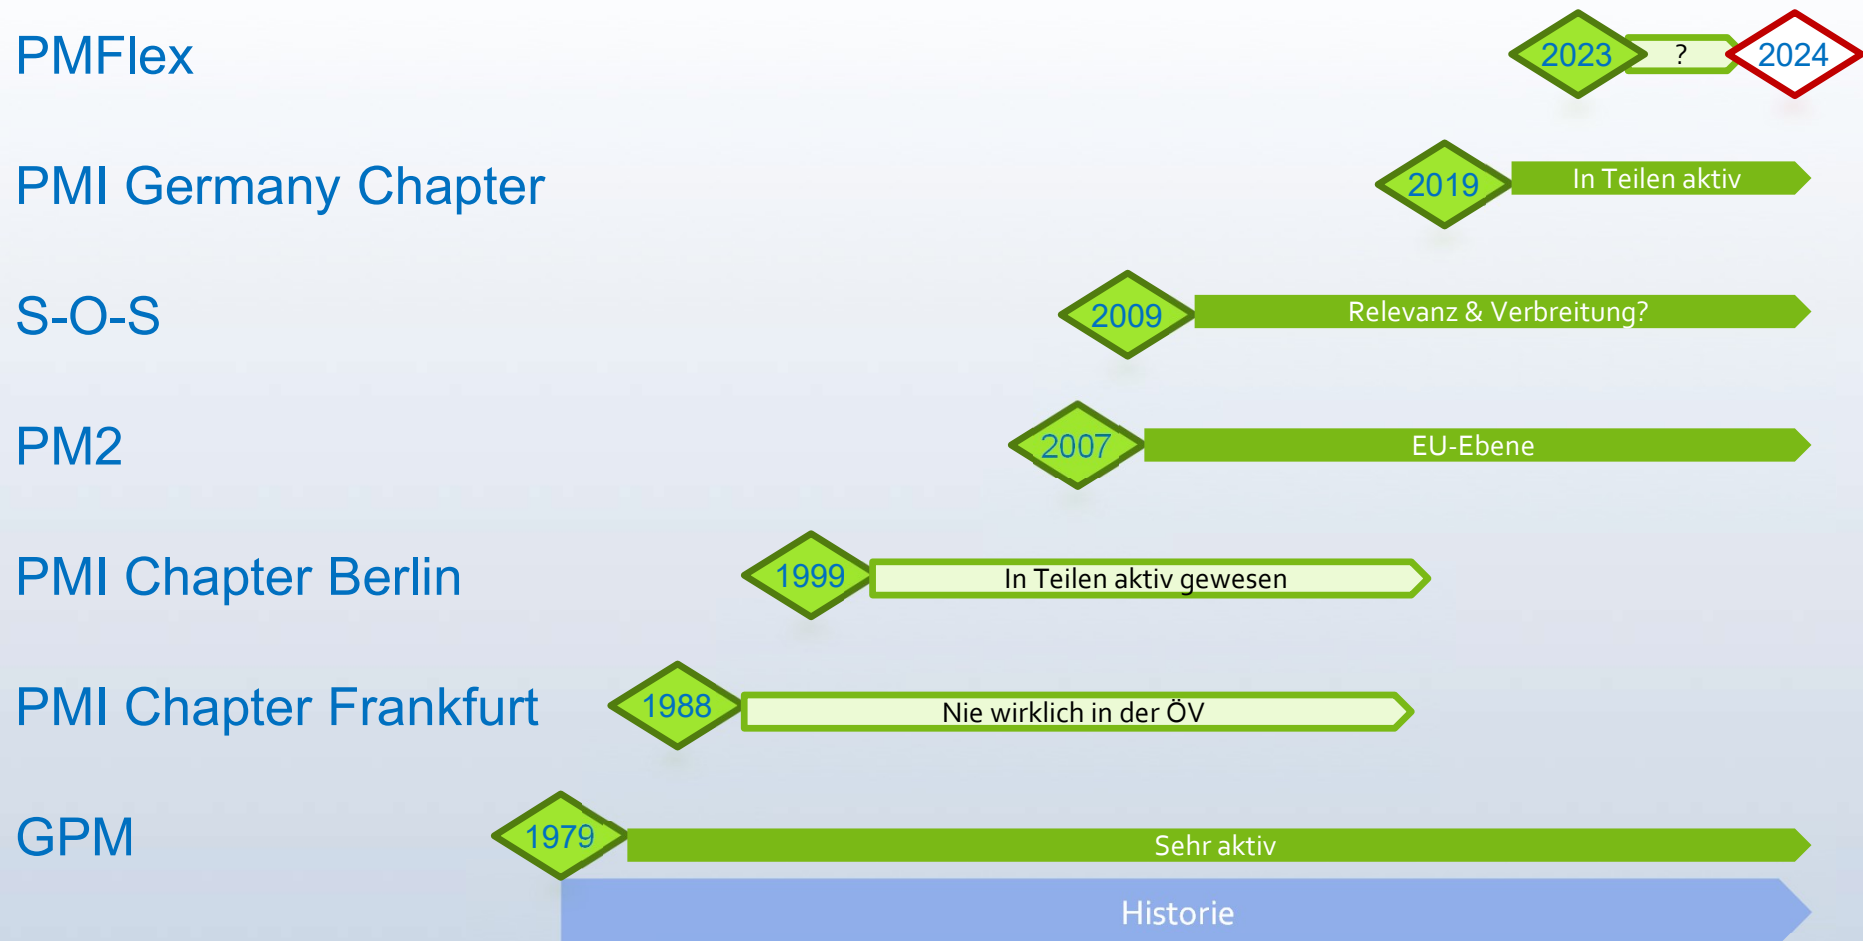 PMFlex
2023
?
2024
PMI Germany Chapter
2019
In Teilen aktiv
S-O-S
2009
Relevanz & Verbreitung?
PM2
2007
EU-Ebene
PMI Chapter Berlin
1999
In Teilen aktiv gewesen
PMI Chapter Frankfurt
1988
Nie wirklich in der ÖV
GPM
1979
Sehr aktiv
Historie